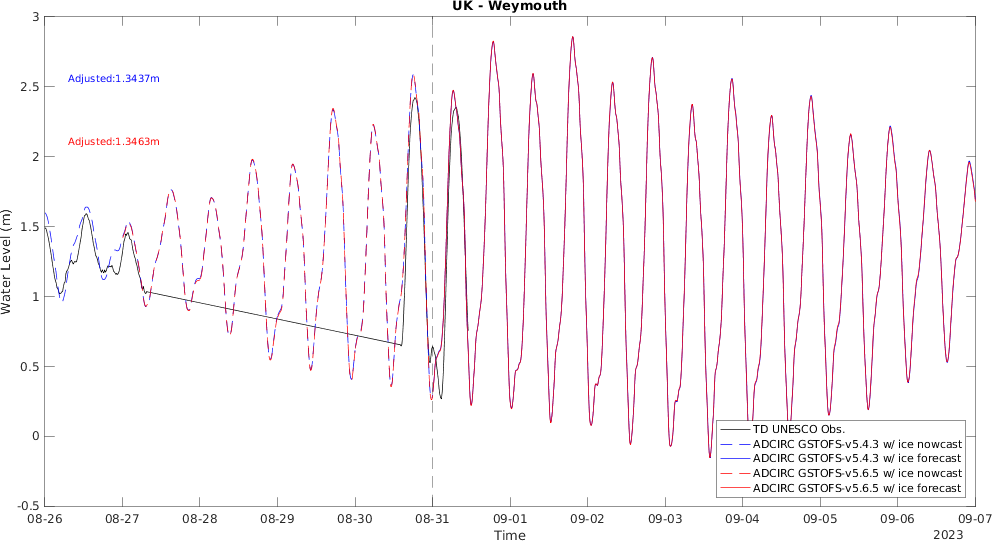 UK - Weymouth
3
2.5
2
1.5
1
0.5
0
-0.5
Water Level (m)
Adjusted:1.3437m
Adjusted:1.3463m
TD UNESCO Obs.
ADCIRC GSTOFS-v5.4.3 w/ ice nowcast
ADCIRC GSTOFS-v5.4.3 w/ ice forecast
ADCIRC GSTOFS-v5.6.5 w/ ice nowcast
ADCIRC GSTOFS-v5.6.5 w/ ice forecast
08-26 08-27 08-28 08-29 08-30 08-31 09-01 09-02 09-03 09-04 09-05 09-06 09-07
Time
2023